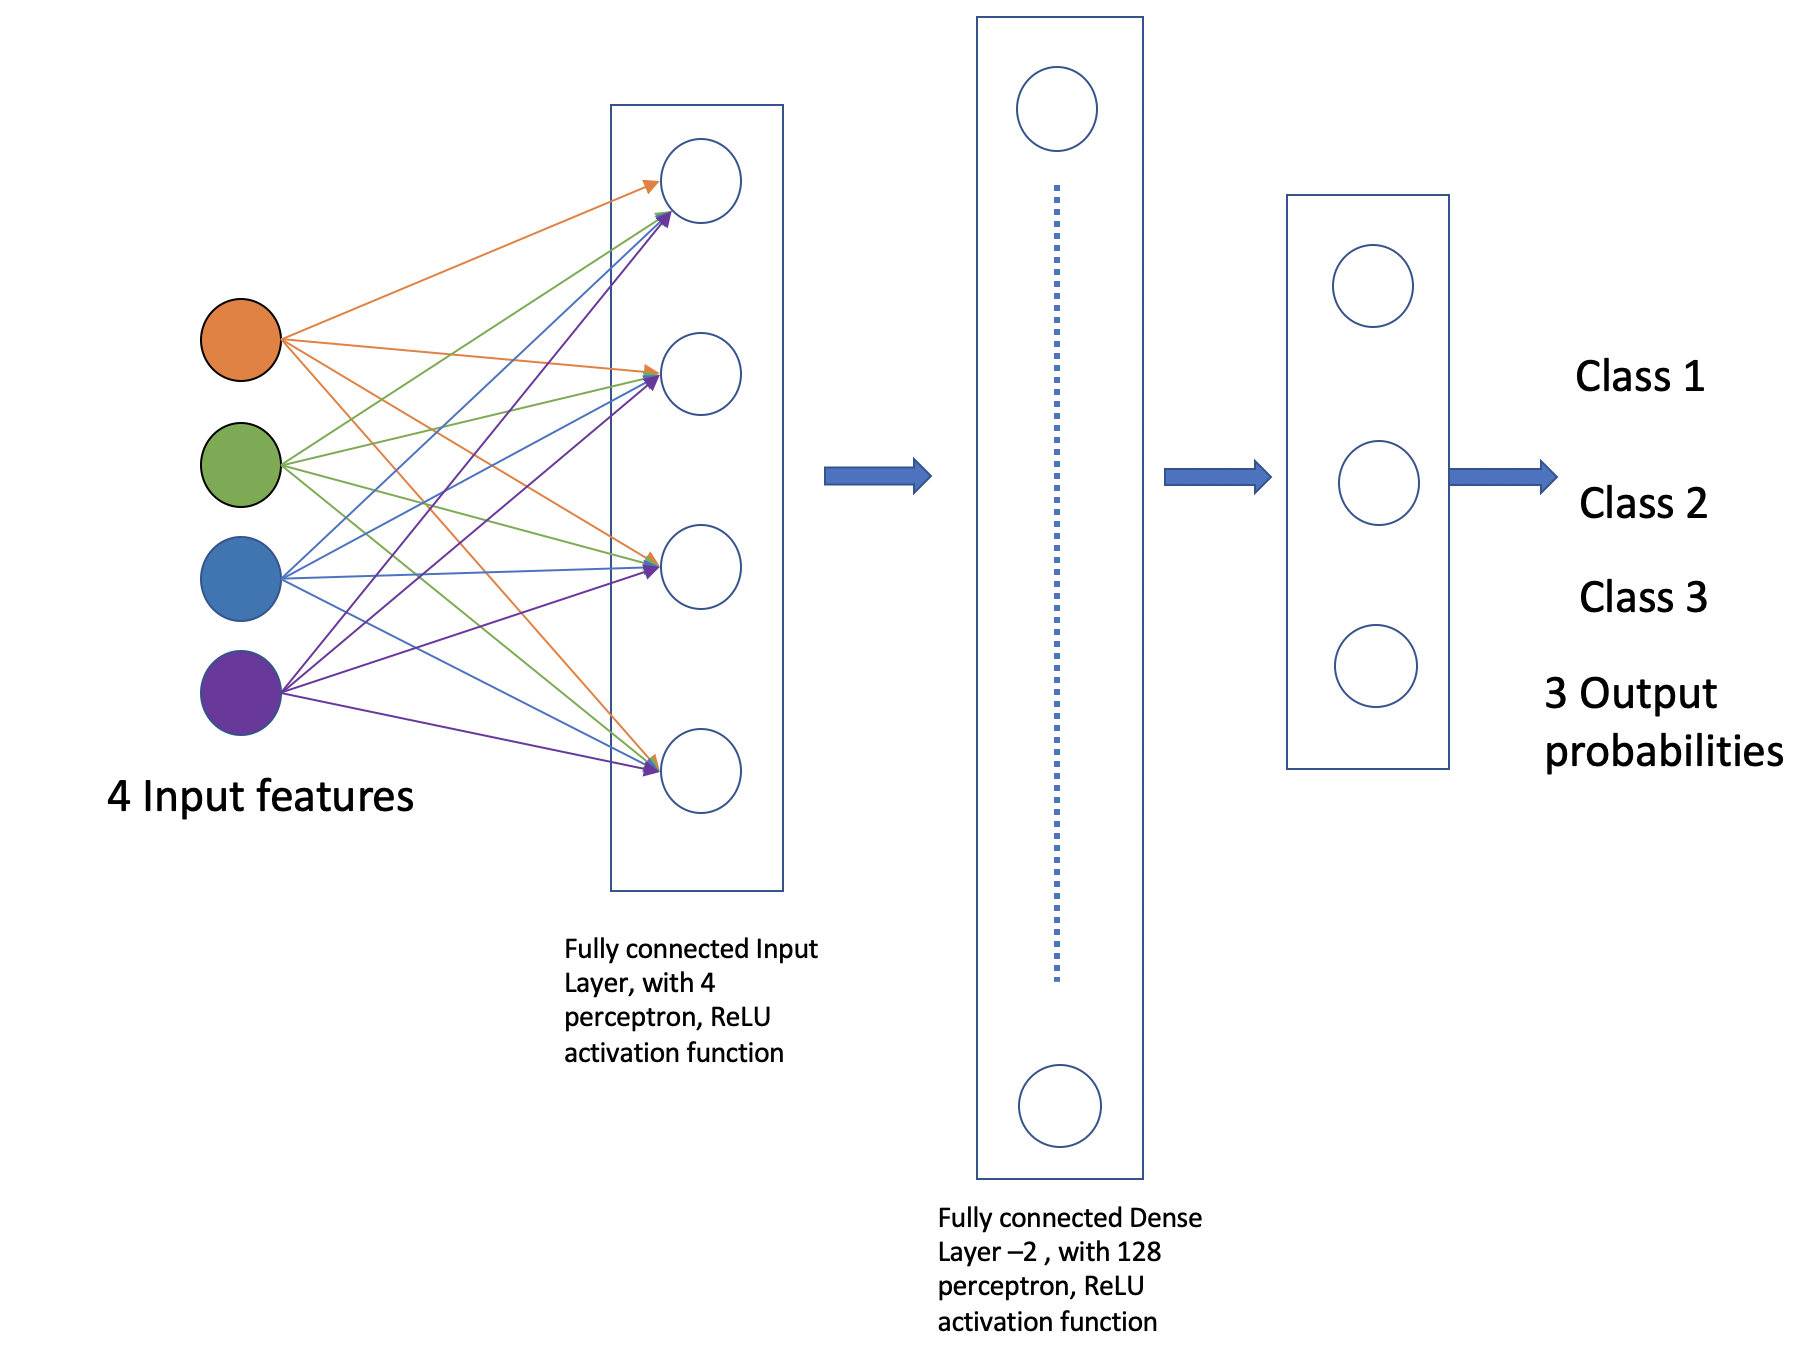 4 Input features
Fully connected Input
Layer, with 4
perceptron, ReLU
activation function
Fully connected Dense
Layer –2 , with 128
perceptron, ReLU
activation function
Class 1
Class 2
Class 3
3 Output
probabilities